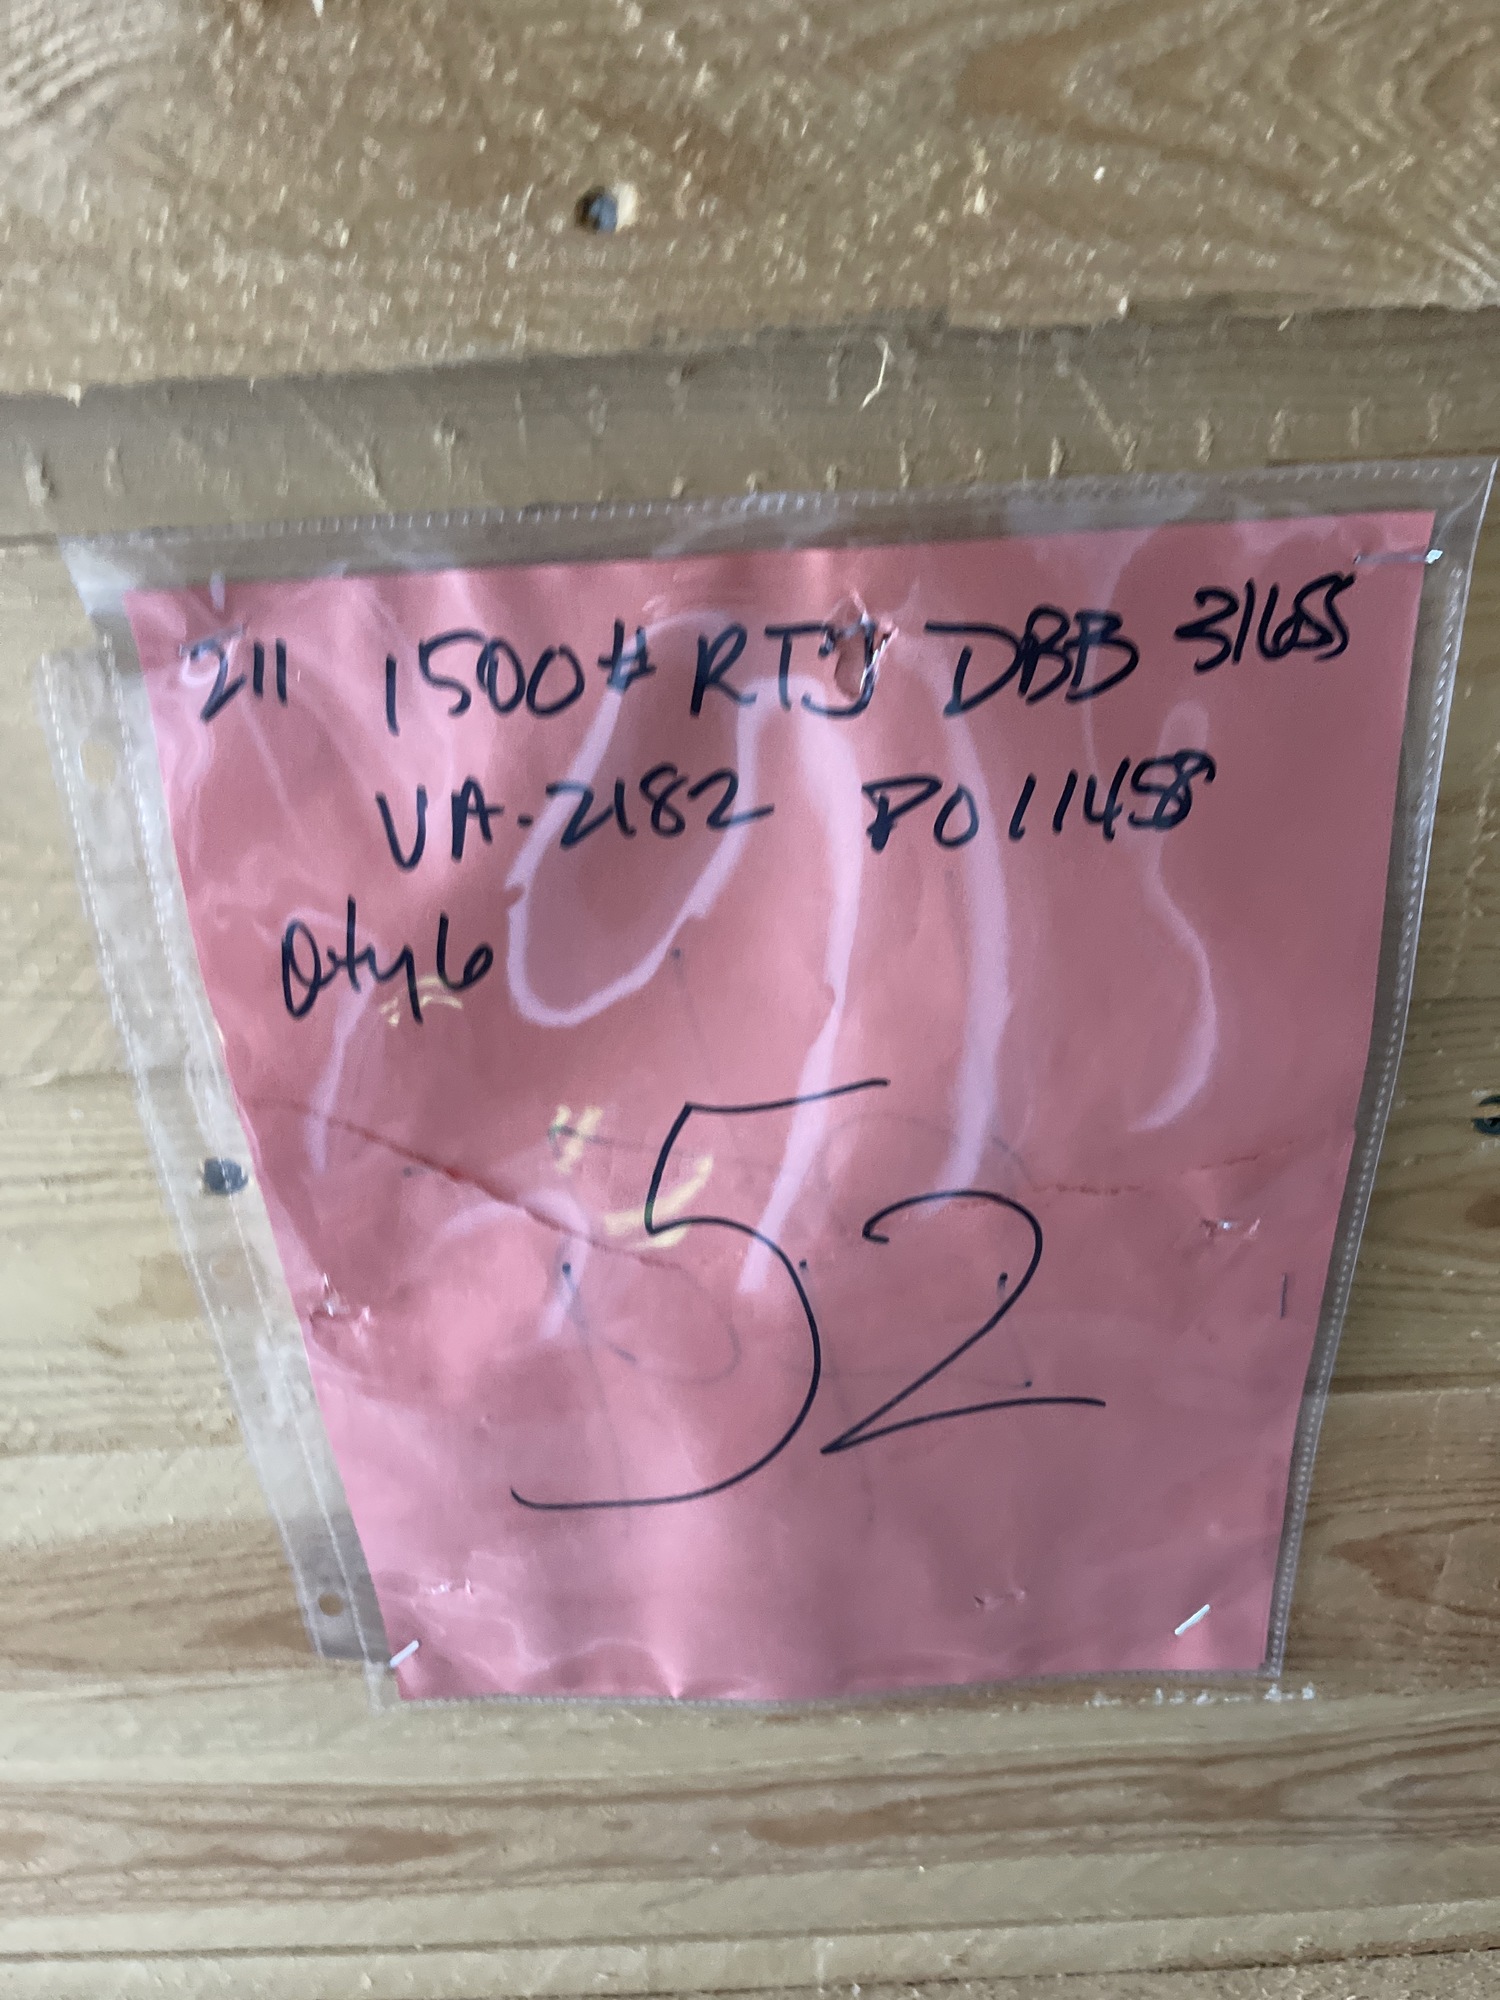 2" 1500# RTJ DBB 316SS
VA-2182 PO11458
Qty 6
52